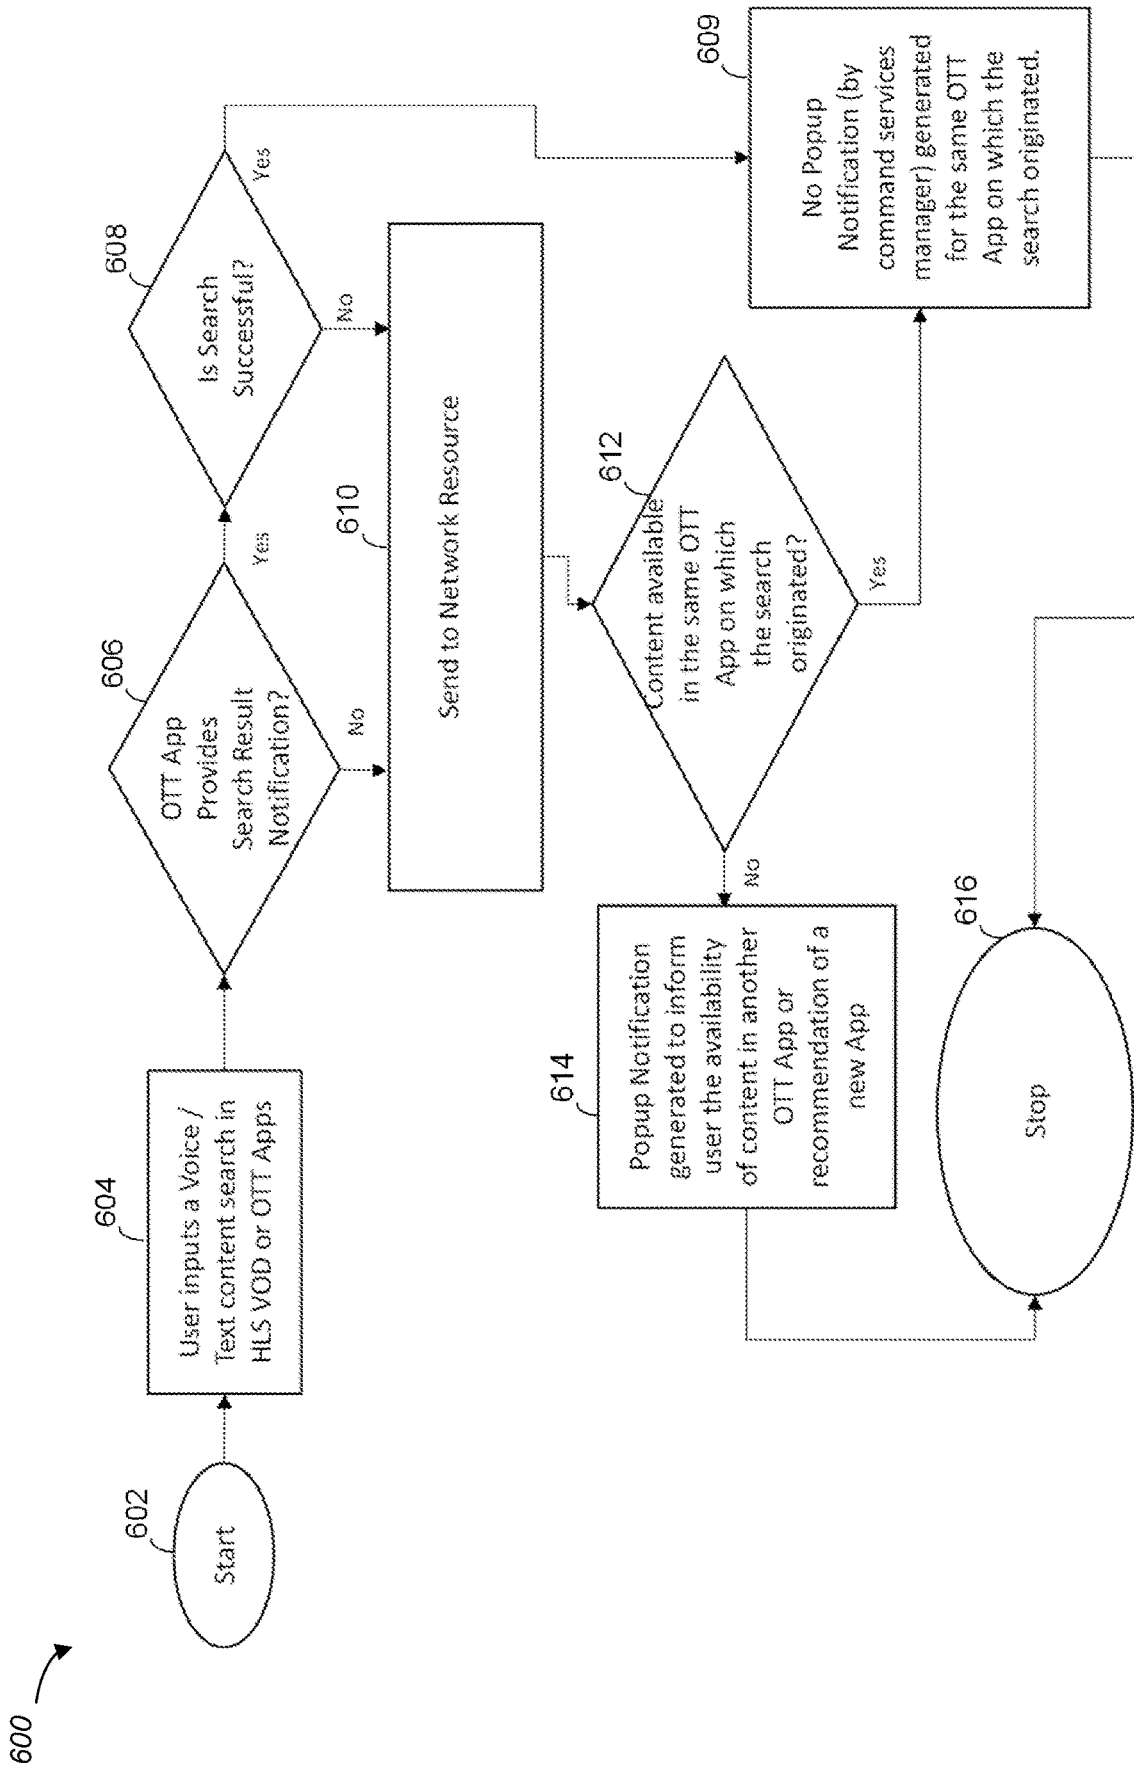 600
602
Start
604
User inputs a Voice /
Text content search in
HLS VOD or OTT Apps
606
OTT App
Provides
Search Result
Notification?
Yes
No
608
Is Search
Successful?
Yes
No
610
Send to Network Resource
612
Content available
in the same OTT
App on which
the search
originated?
Yes
No
609
No Popup
Notification (by
command services
manager) generated
for the same OTT
App on which the
search originated.
614
Popup Notification
generated to inform
user the availability
of content in another
OTT App or
recommendation of a
new App
616
Stop